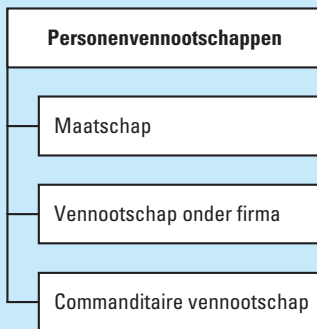 Personenvennootschappen
Maatschap
Vennootschap onder firma
Commanditaire vennootschap